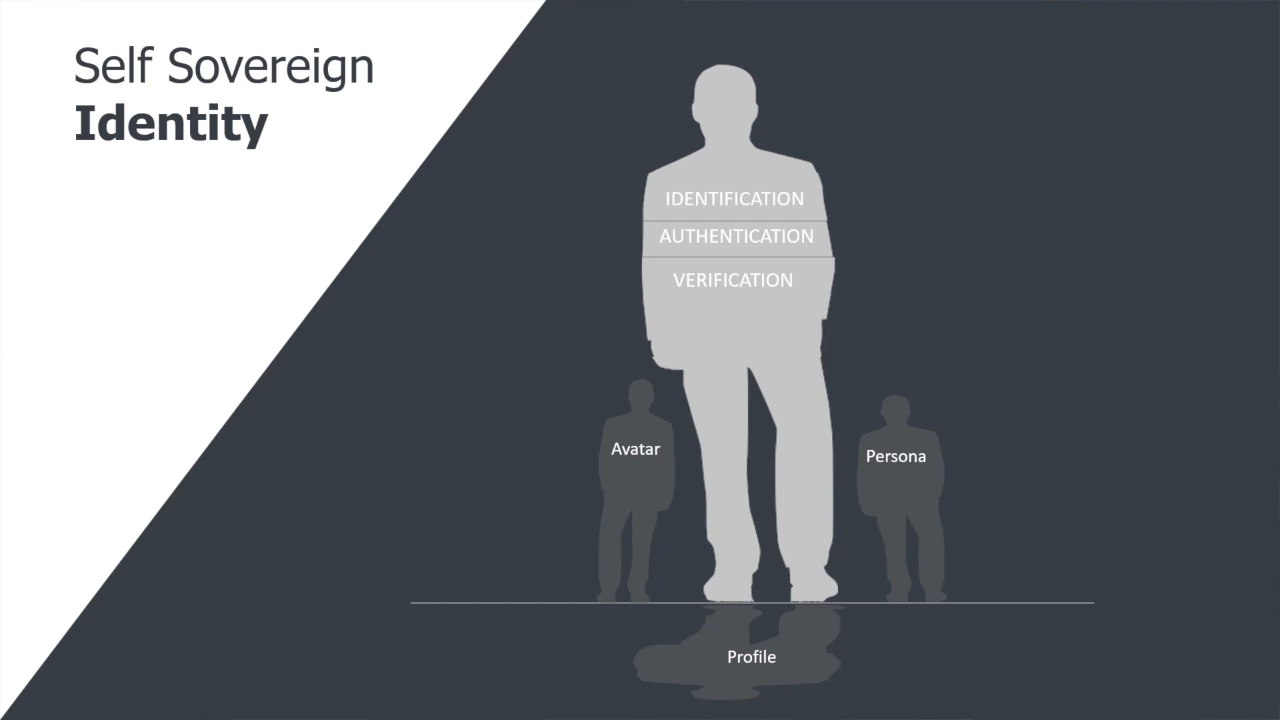 Self Sovereign
Identity
IDENTIFICATION
AUTHENTICATION
VERIFICATION
Avatar
Persona
Profile